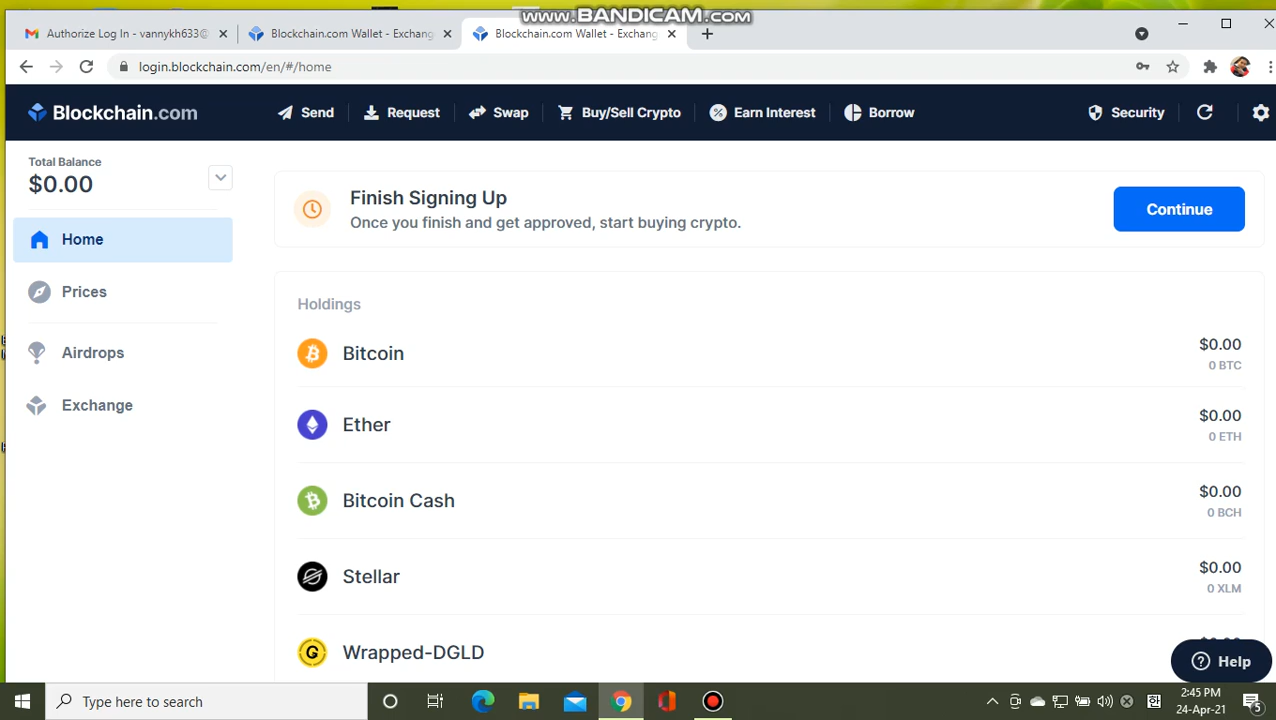 www.BANDICAM.com
Authorize Log In - vannykh633@
Blockchain.com Wallet - Exchang
Blockchain.com Wallet - Exchang
login.blockchain.com/en/#/home
Blockchain.com
Send
Request
Swap
Buy/Sell Crypto
Earn Interest
Borrow
Security
Total Balance
$0.00
Finish Signing Up
Once you finish and get approved, start buying crypto.
Continue
Home
Prices
Airdrops
Exchange
Holdings
Bitcoin
$0.00
0 BTC
Ether
$0.00
0 ETH
Bitcoin Cash
$0.00
0 BCH
Stellar
$0.00
0 XLM
Wrapped-DGLD
Help
Type here to search
2:45 PM
24-Apr-21
5